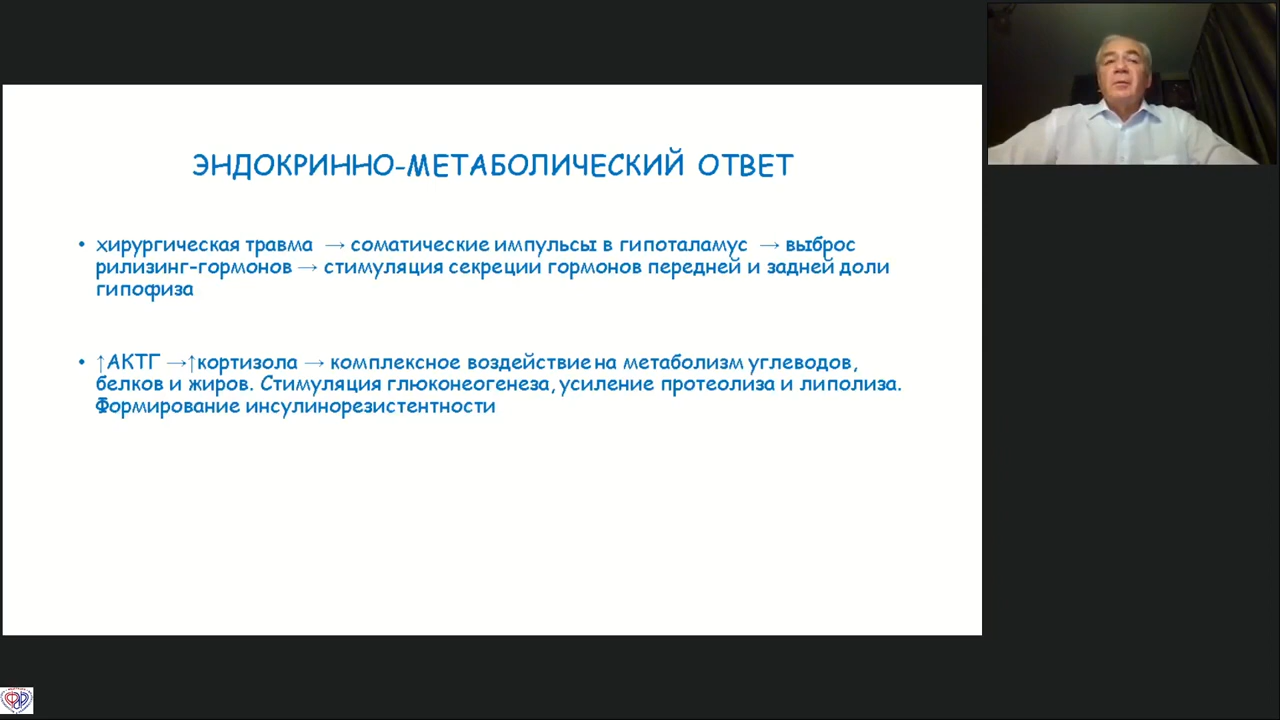 ЭНДОКРИННО-МЕТАБОЛИЧЕСКИЙ ОТВЕТ
• хирургическая травма → соматические импульсы в гипоталамус → выброс
рилизинг-гормонов → стимуляция секреции гормонов передней и задней доли
гипофиза
• ↑АКТГ →↑кортизола → комплексное воздействие на метаболизм углеводов,
белков и жиров. Стимуляция глюконеогенеза, усиление протеолиза и липолиза.
Формирование инсулинорезистентности